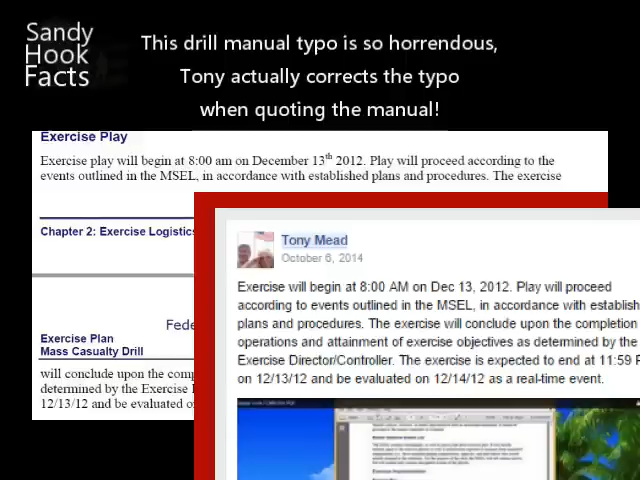 Sandy
Hook
Facts
This drill manual typo is so horrendous,
Tony actually corrects the typo
when quoting the manual!
Exercise Play
Exercise play will begin at 8:00 am on December 13th 2012. Play will proceed according to the
events outlined in the MSEL, in accordance with established plans and procedures. The exercise
Chapter 2: Exercise Logistics
Fede
Exercise Plan
Mass Casualty Drill
will conclude upon the comp
determined by the Exercise
12/13/12 and be evaluated o
Tony Mead
October 6, 2014
Exercise will begin at 8:00 AM on Dec 13, 2012. Play will proceed
according to events outlined in the MSEL, in accordance with establish
plans and procedures. The exercise will conclude upon the completion
operations and attainment of exercise objectives as determined by the
Exercise Director/Controller. The exercise is expected to end at 11:59 P
on 12/13/12 and be evaluated on 12/14/12 as a real-time event.